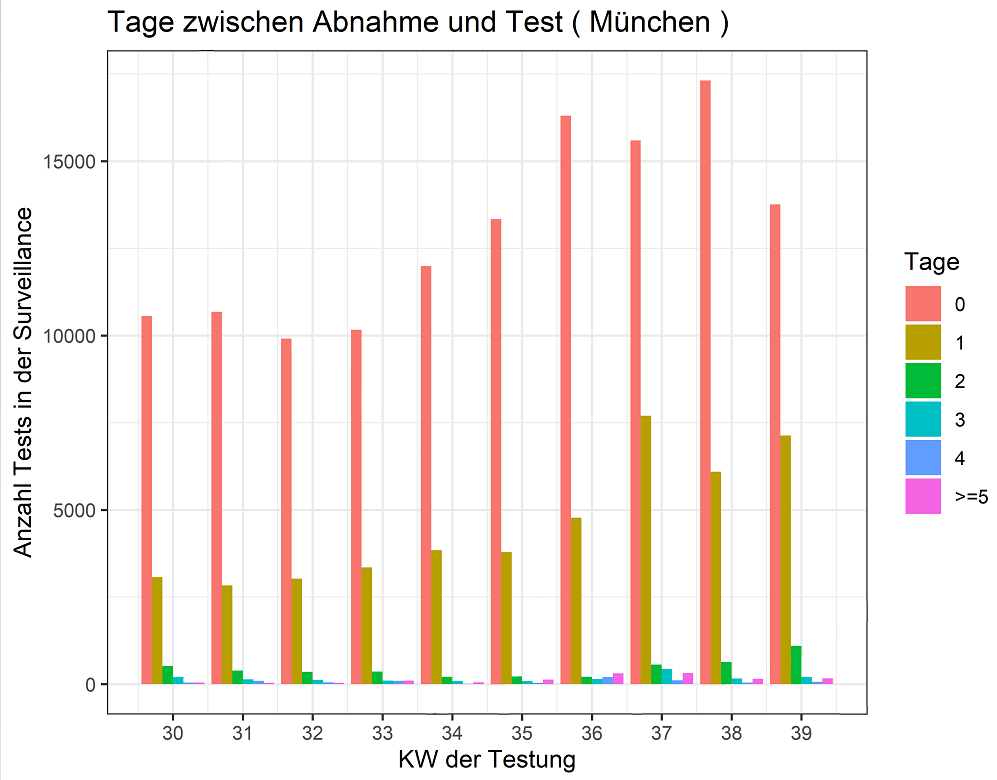 Tage zwischen Abnahme und Test ( München )
Anzahl Tests in der Surveillance
15000
10000
5000
0
30 31 32 33 34 35 36 37 38 39
KW der Testung
Tage
0
1
2
3
4
>=5